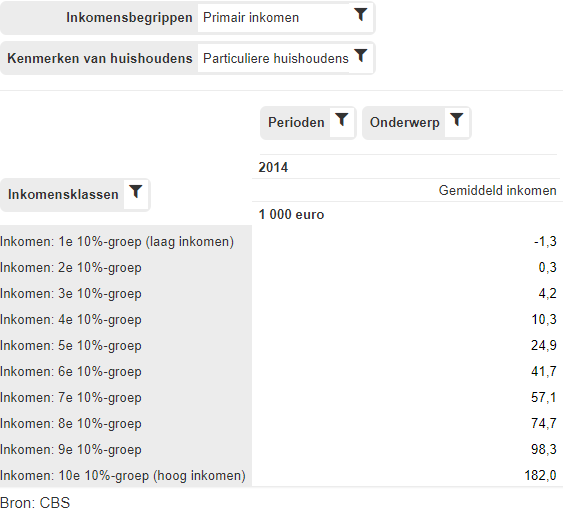 Inkomensbegrippen Primair inkomen
Kenmerken van huishoudens Particuliere huishoudens
Perioden Onderwerp
2014
Gemiddeld inkomen
Inkomensklassen
1 000 euro
Inkomen: 1e 10%-groep (laag inkomen) -1,3
Inkomen: 2e 10%-groep 0,3
Inkomen: 3e 10%-groep 4,2
Inkomen: 4e 10%-groep 10,3
Inkomen: 5e 10%-groep 24,9
Inkomen: 6e 10%-groep 41,7
Inkomen: 7e 10%-groep 57,1
Inkomen: 8e 10%-groep 74,7
Inkomen: 9e 10%-groep 98,3
Inkomen: 10e 10%-groep (hoog inkomen) 182,0
Bron: CBS